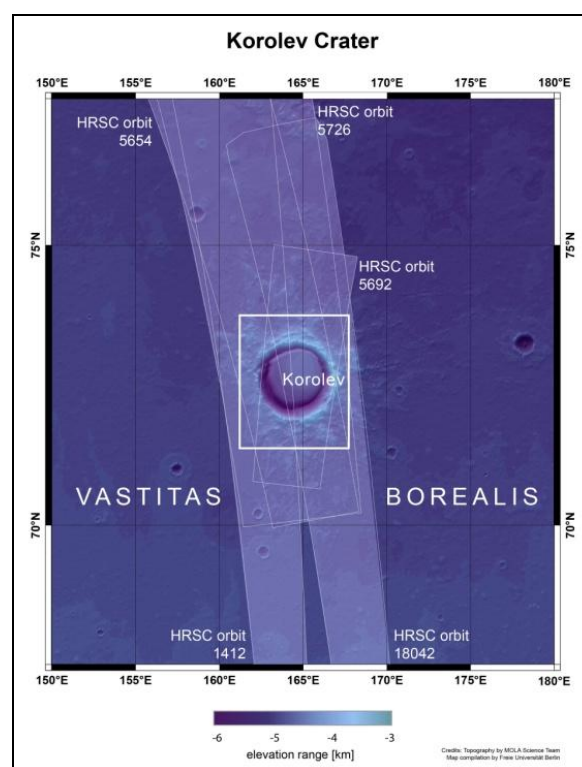 Korolev Crater
150°E 155°E 160°E 165°E 170°E 175°E 180°E
HRSC orbit
5654
HRSC orbit
5726
75°N 75°N
HRSC orbit
5692
Korolev
VASTITAS BOREALIS
70°N 70°N
HRSC orbit
1412
HRSC orbit
18042
150°E 155°E 160°E 165°E 170°E 175°E 180°E
-6 -5 -4 -3
elevation range [km]
Credits: Topography by MOLA Science Team
Map compilation by Freie Universität Berlin